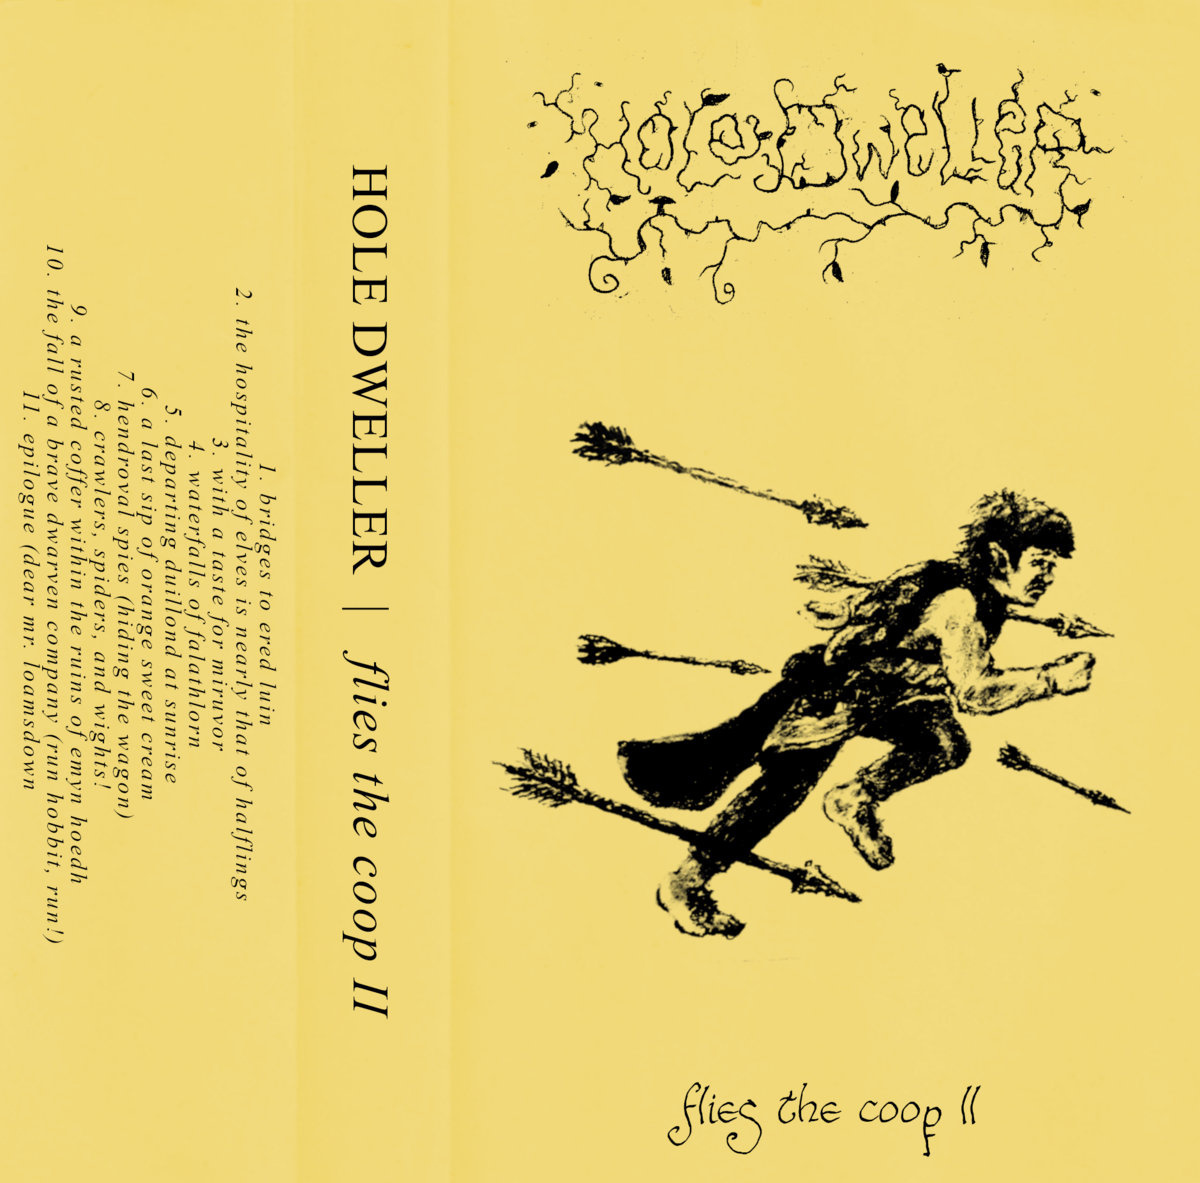 HOLE DWELLER
HOLE DWELLER | flies the coop II
1. bridges to ered luin
2. the hospitality of elves is nearly that of halflings
3. with a taste for miruvor
4. waterfalls of falathlorn
5. departing duillond at sunrise
6. a last sip of orange sweet cream
7. hendroval spies (hiding the wagon)
8. crawlers, spiders, and wights!
9. a rusted coffer within the ruins of emyn hoedh
10. the fall of a brave dwarven company (run hobbit, run!)
11. epilogue (dear mr. loamsdown
flies the coop II